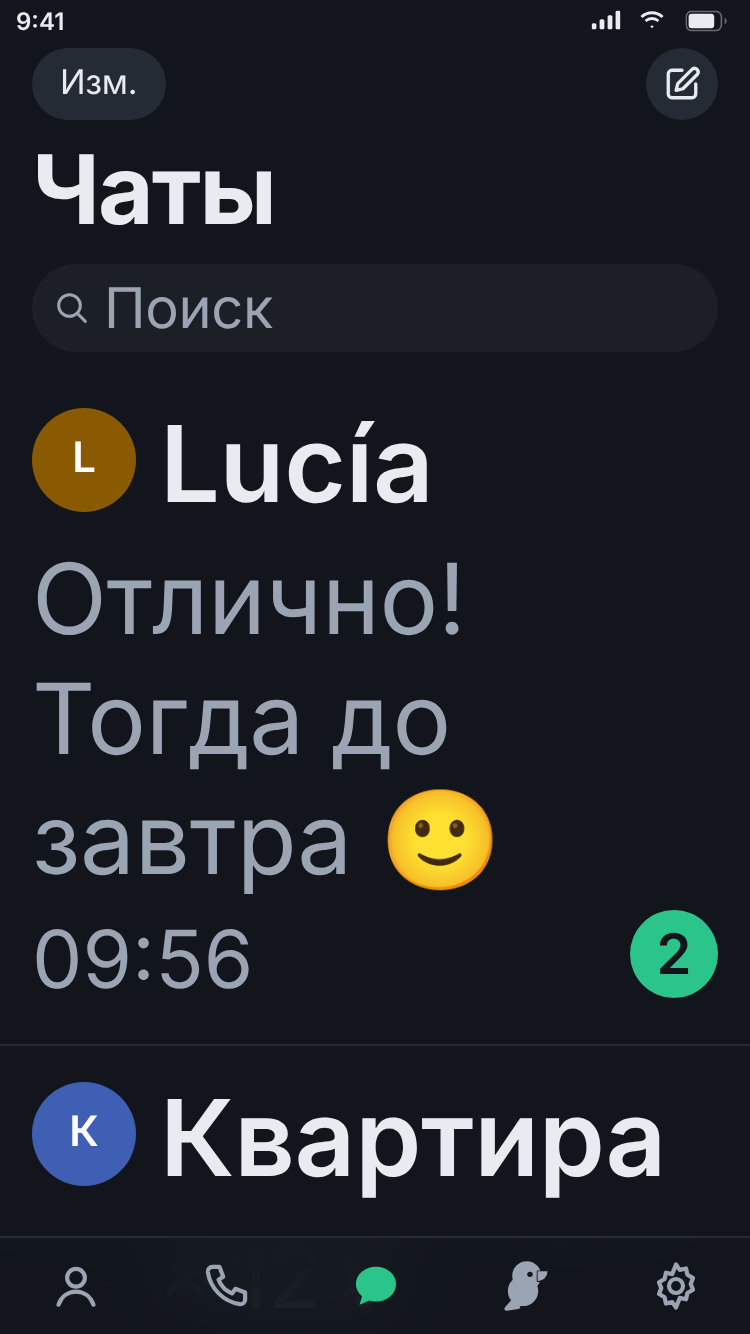 9:41
Изм.
Чаты
Поиск
L
Lucía
Отлично!
Тогда до
завтра 🙂
09:56
2
К
Квартира